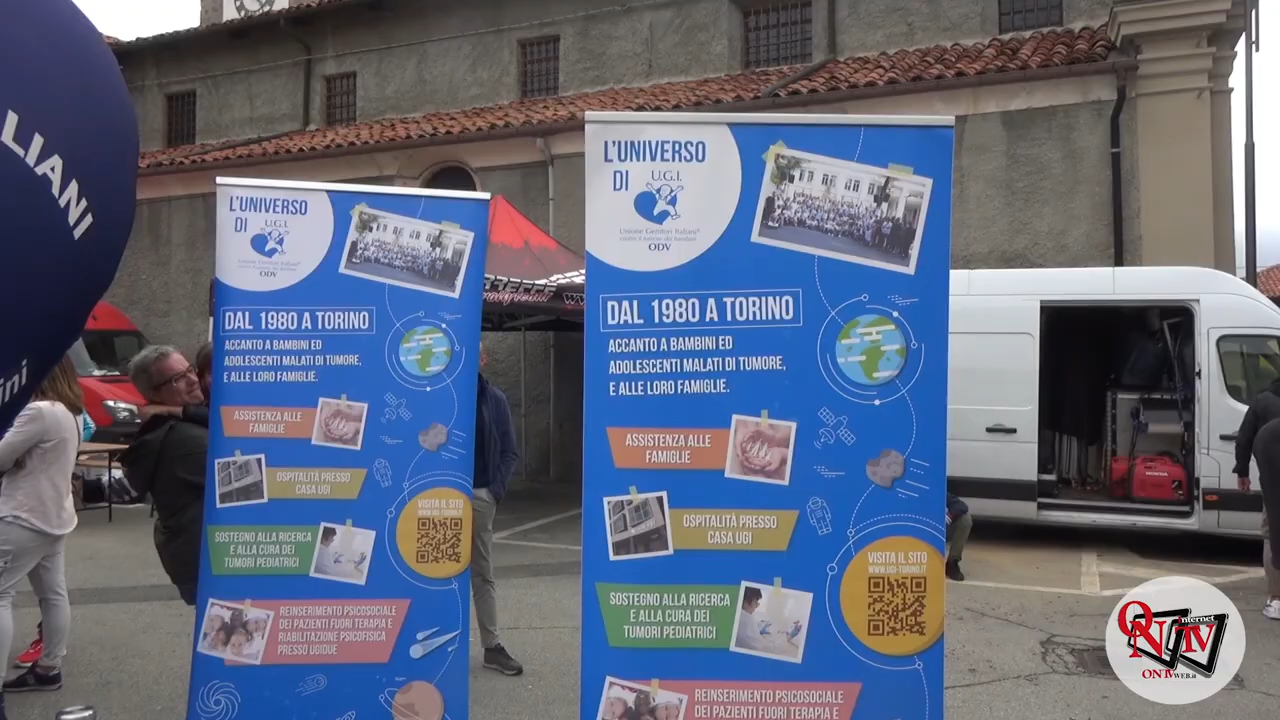 LIANI
ini
L'UNIVERSO
DI
U.G.I.
Unione Genitori Italiani®
contro il tumore dei bambini
ODV
DAL 1980 A TORINO
ACCANTO A BAMBINI ED
ADOLESCENTI MALATI DI TUMORE,
E ALLE LORO FAMIGLIE.
ASSISTENZA ALLE
FAMIGLIE
OSPITALITÀ PRESSO
CASA UGI
SOSTEGNO ALLA RICERCA
E ALLA CURA DEI
TUMORI PEDIATRICI
REINSERIMENTO PSICOSOCIALE
DEI PAZIENTI FUORI TERAPIA E
RIABILITAZIONE PSICOFISICA
PRESSO UGIDUE
VISITA IL SITO
WWW.UGI-TORINO.IT
L'UNIVERSO
DI
U.G.I.
Unione Genitori Italiani®
contro il tumore dei bambini
ODV
DAL 1980 A TORINO
ACCANTO A BAMBINI ED
ADOLESCENTI MALATI DI TUMORE,
E ALLE LORO FAMIGLIE.
ASSISTENZA ALLE
FAMIGLIE
OSPITALITÀ PRESSO
CASA UGI
SOSTEGNO ALLA RICERCA
E ALLA CURA DEI
TUMORI PEDIATRICI
REINSERIMENTO PSICOSOCIALE
DEI PAZIENTI FUORI TERAPIA E
VISITA IL SITO
WWW.UGI-TORINO.IT
HONDA
ON
internet
TV
ON TVWEB.it